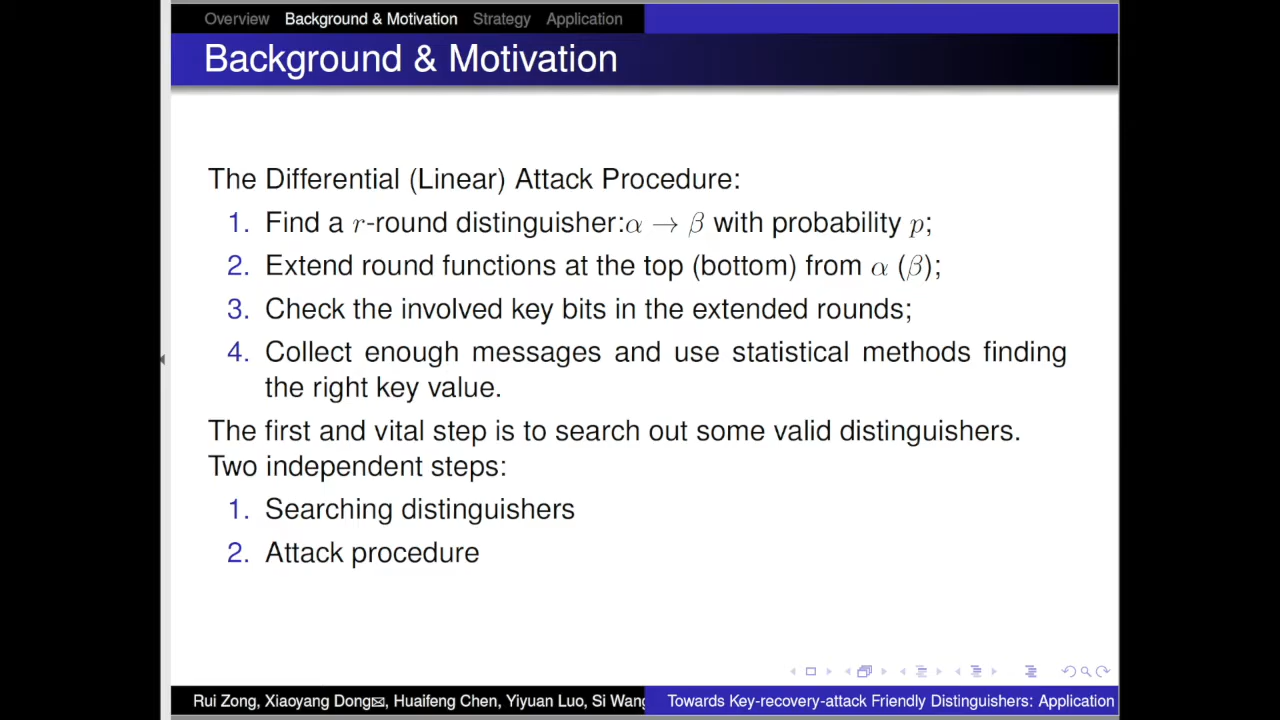 Overview Background & Motivation Strategy Application
Background & Motivation
The Differential (Linear) Attack Procedure:
1. Find a r-round distinguisher:α → β with probability p;
2. Extend round functions at the top (bottom) from α (β);
3. Check the involved key bits in the extended rounds;
4. Collect enough messages and use statistical methods finding
the right key value.
The first and vital step is to search out some valid distinguishers.
Two independent steps:
1. Searching distinguishers
2. Attack procedure
Rui Zong, Xiaoyang Dong✉, Huaifeng Chen, Yiyuan Luo, Si Wang
Towards Key-recovery-attack Friendly Distinguishers: Application